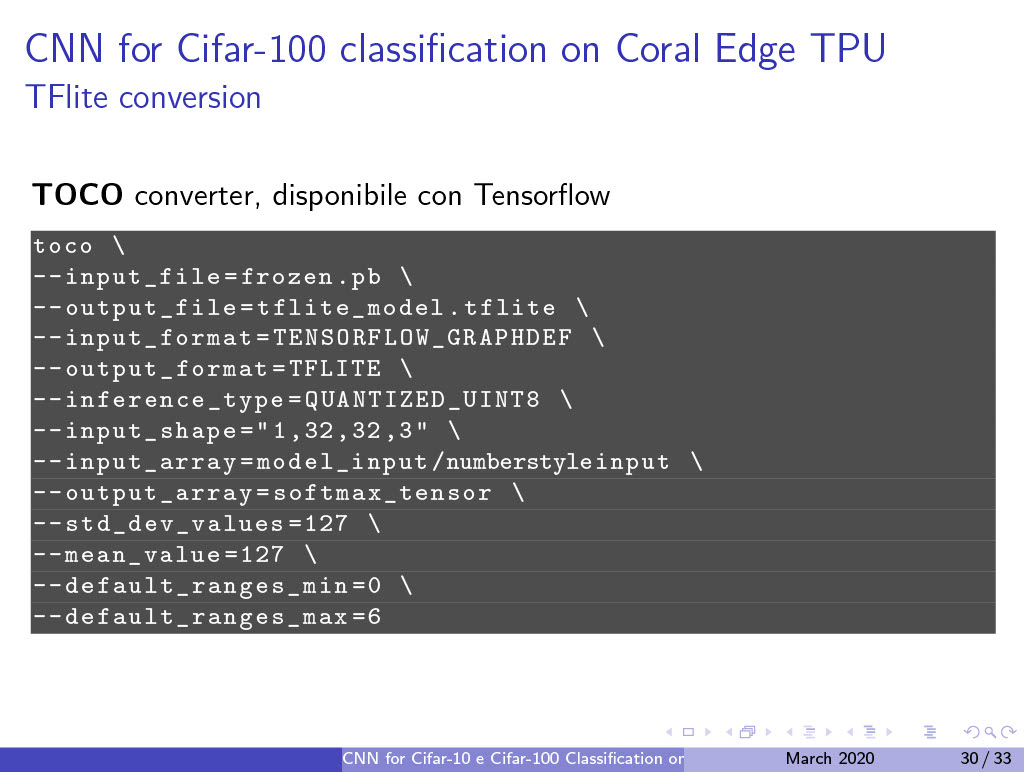 CNN for Cifar-100 classification on Coral Edge TPU
TFlite conversion
TOCO converter, disponibile con Tensorflow
toco \
--input_file=frozen.pb \
--output_file=tflite_model.tflite \
--input_format=TENSORFLOW_GRAPHDEF \
--output_format=TFLITE \
--inference_type=QUANTIZED_UINT8 \
--input_shape="1,32,32,3" \
--input_array=model_input/numberstyleinput \
--output_array=softmax_tensor \
--std_dev_values=127 \
--mean_value=127 \
--default_ranges_min=0 \
--default_ranges_max=6
CNN for Cifar-10 e Cifar-100 Classification or
March 2020
30 / 33